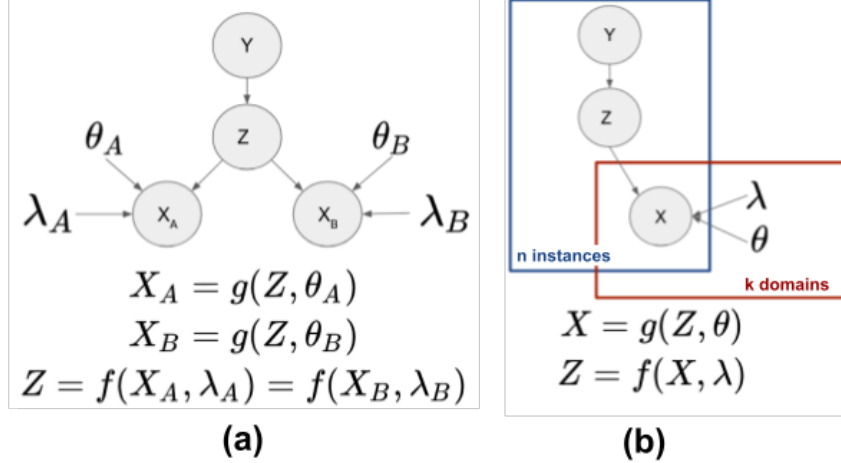 Y
Z
θ_A
θ_B
λ_A
X_A
X_B
λ_B
X_A = g(Z, θ_A)
X_B = g(Z, θ_B)
Z = f(X_A, λ_A) = f(X_B, λ_B)
(a)
Y
Z
X
λ
θ
n instances
k domains
X = g(Z, θ)
Z = f(X, λ)
(b)